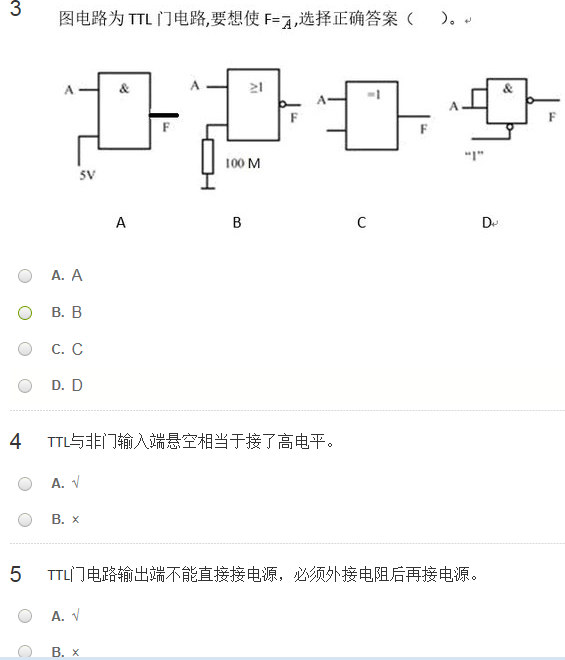 3
图电路为 TTL 门电路,要想使 F=A̅,选择正确答案（　　）。
A & F 5V
A ≥1 F 100 M
A =1 F
A & F “1”
A B C D
A. A
B. B
C. C
D. D
4 TTL与非门输入端悬空相当于接了高电平。
A. √
B. ×
5 TTL门电路输出端不能直接接电源，必须外接电阻后再接电源。
A. √
B. ×